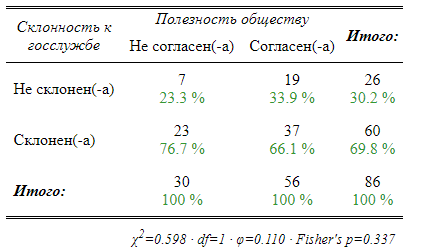 Склонность к госслужбе Полезность обществу Итого:
Не согласен(-а) Согласен(-а)
Не склонен(-а) 7 19 26
23.3 % 33.9 % 30.2 %
Склонен(-а) 23 37 60
76.7 % 66.1 % 69.8 %
Итого: 30 56 86
100 % 100 % 100 %
χ2=0.598 · df=1 · φ=0.110 · Fisher's p=0.337